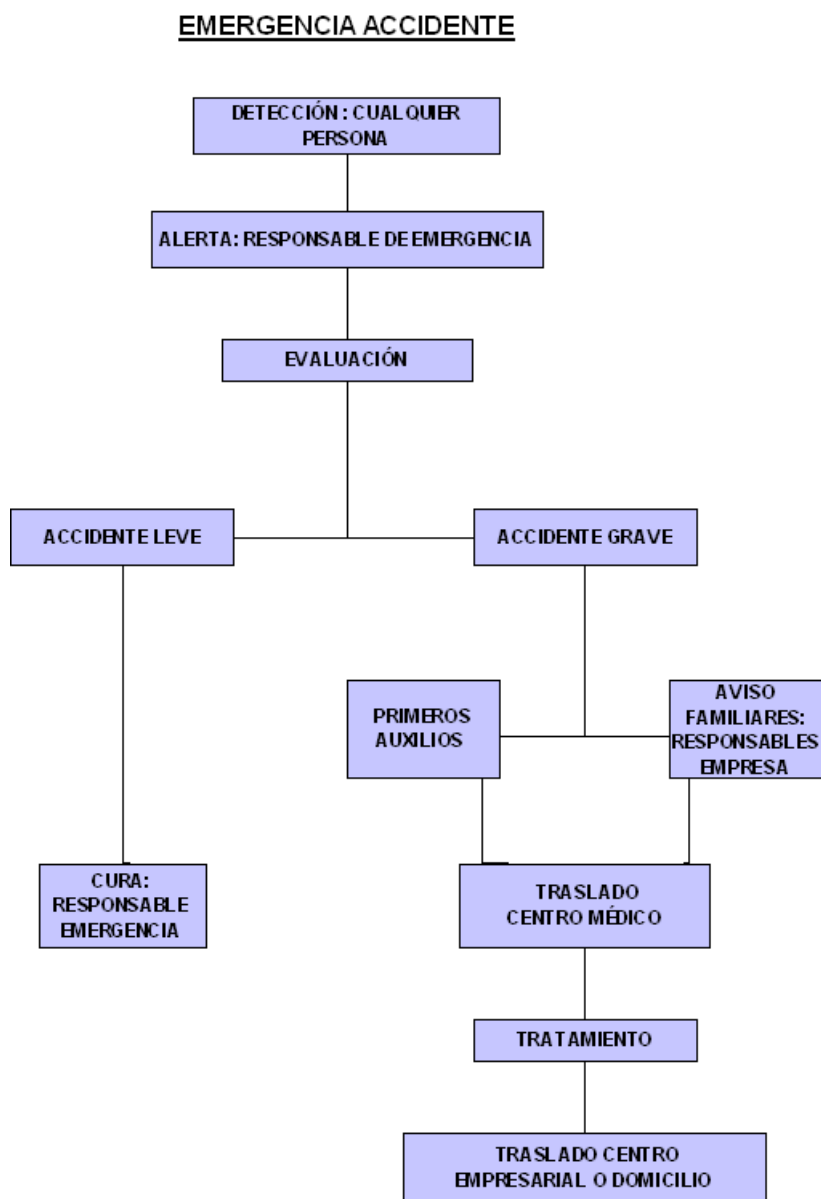 EMERGENCIA ACCIDENTE
DETECCIÓN : CUALQUIER
PERSONA
ALERTA: RESPONSABLE DE EMERGENCIA
EVALUACIÓN
ACCIDENTE LEVE
ACCIDENTE GRAVE
PRIMEROS
AUXILIOS
AVISO
FAMILIARES:
RESPONSABLES
EMPRESA
CURA:
RESPONSABLE
EMERGENCIA
TRASLADO
CENTRO MÉDICO
TRATAMIENTO
TRASLADO CENTRO
EMPRESARIAL O DOMICILIO